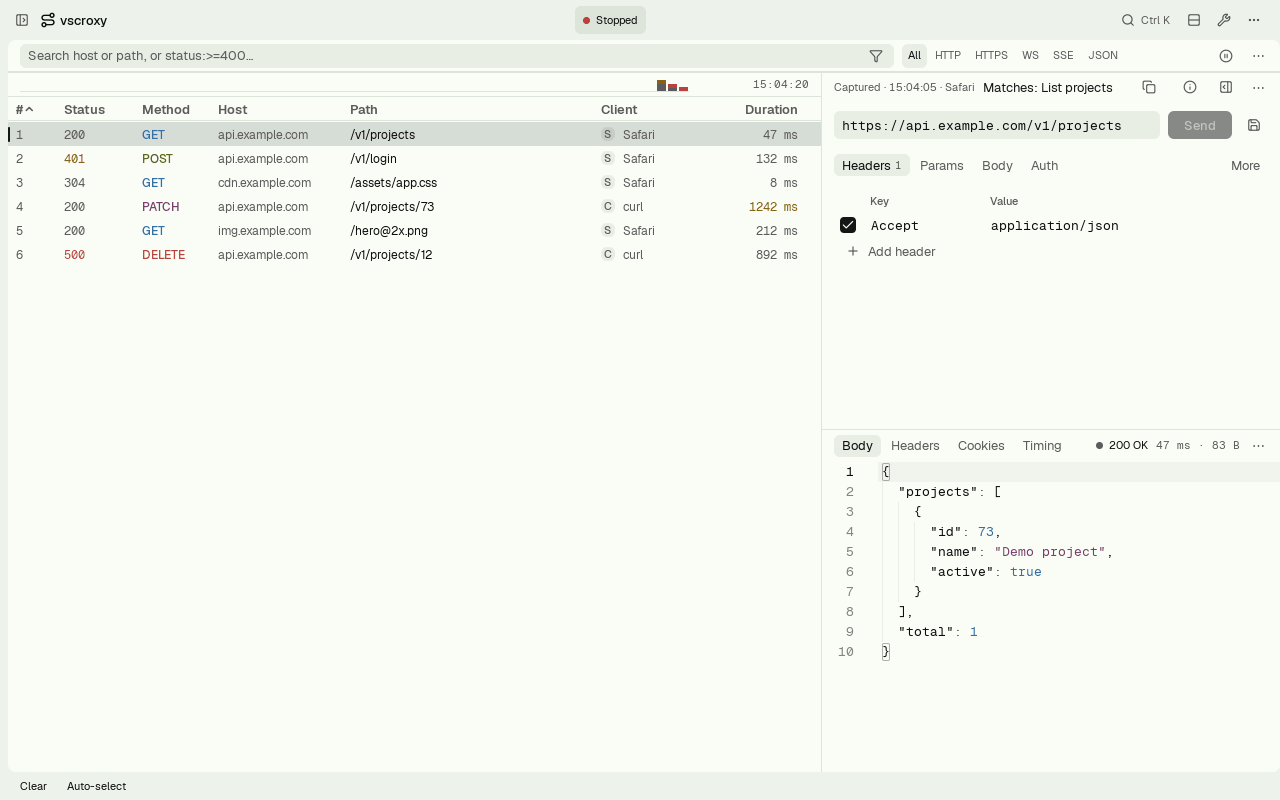 vscroxy
Stopped
Ctrl K
Search host or path, or status:>=400…
All HTTP HTTPS WS SSE JSON
15:04:20
# Status Method Host Path Client Duration
1 200 GET api.example.com /v1/projects S Safari 47 ms
2 401 POST api.example.com /v1/login S Safari 132 ms
3 304 GET cdn.example.com /assets/app.css S Safari 8 ms
4 200 PATCH api.example.com /v1/projects/73 C curl 1242 ms
5 200 GET img.example.com /hero@2x.png S Safari 212 ms
6 500 DELETE api.example.com /v1/projects/12 C curl 892 ms
Captured · 15:04:05 · Safari Matches: List projects
https://api.example.com/v1/projects Send
Headers 1 Params Body Auth More
Key Value
Accept application/json
Add header
Body Headers Cookies Timing 200 OK 47 ms · 83 B
1 {
2 "projects": [
3 {
4 "id": 73,
5 "name": "Demo project",
6 "active": true
7 }
8 ],
9 "total": 1
10 }
Clear Auto-select